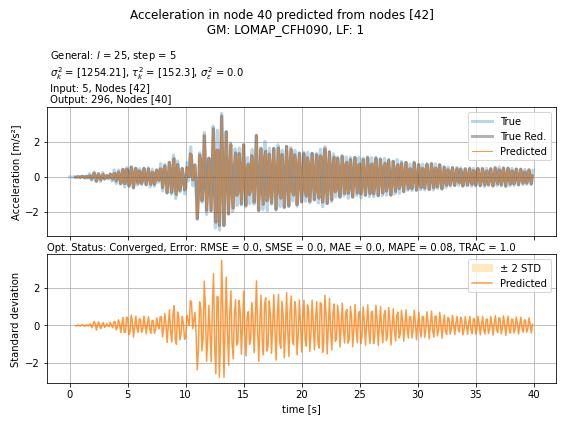 Acceleration in node 40 predicted from nodes [42]
GM: LOMAP_CFH090, LF: 1
General: l = 25, step = 5
σ²ₖ = [1254.21], τ²ₖ = [152.3], σ²ε = 0.0
Input: 5, Nodes [42]
Output: 296, Nodes [40]
Acceleration [m/s²]
2
0
−2
True
True Red.
Predicted
Opt. Status: Converged, Error: RMSE = 0.0, SMSE = 0.0, MAE = 0.0, MAPE = 0.08, TRAC = 1.0
Standard deviation
2
0
−2
± 2 STD
Predicted
0 5 10 15 20 25 30 35 40
time [s]